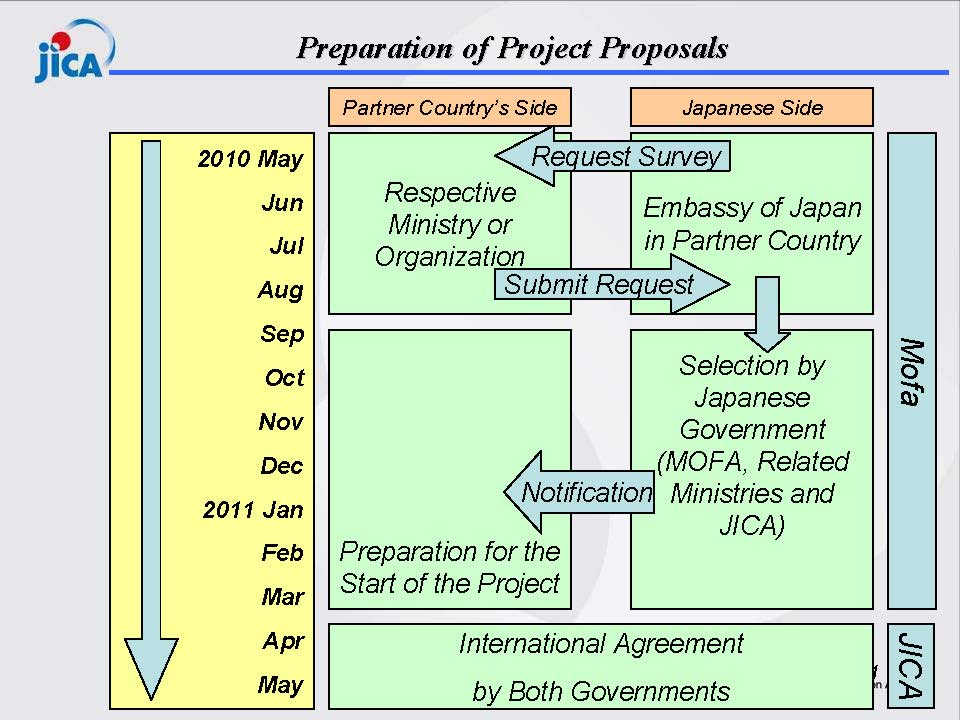 JICA
Preparation of Project Proposals
Partner Country's Side
Japanese Side
2010 May
Jun
Jul
Aug
Sep
Oct
Nov
Dec
2011 Jan
Feb
Mar
Apr
May
Request Survey
Respective
Ministry or
Organization
Embassy of Japan
in Partner Country
Submit Request
Selection by
Japanese
Government
(MOFA, Related
Ministries and
JICA)
Notification
Preparation for the
Start of the Project
International Agreement
by Both Governments
Mofa
JICA